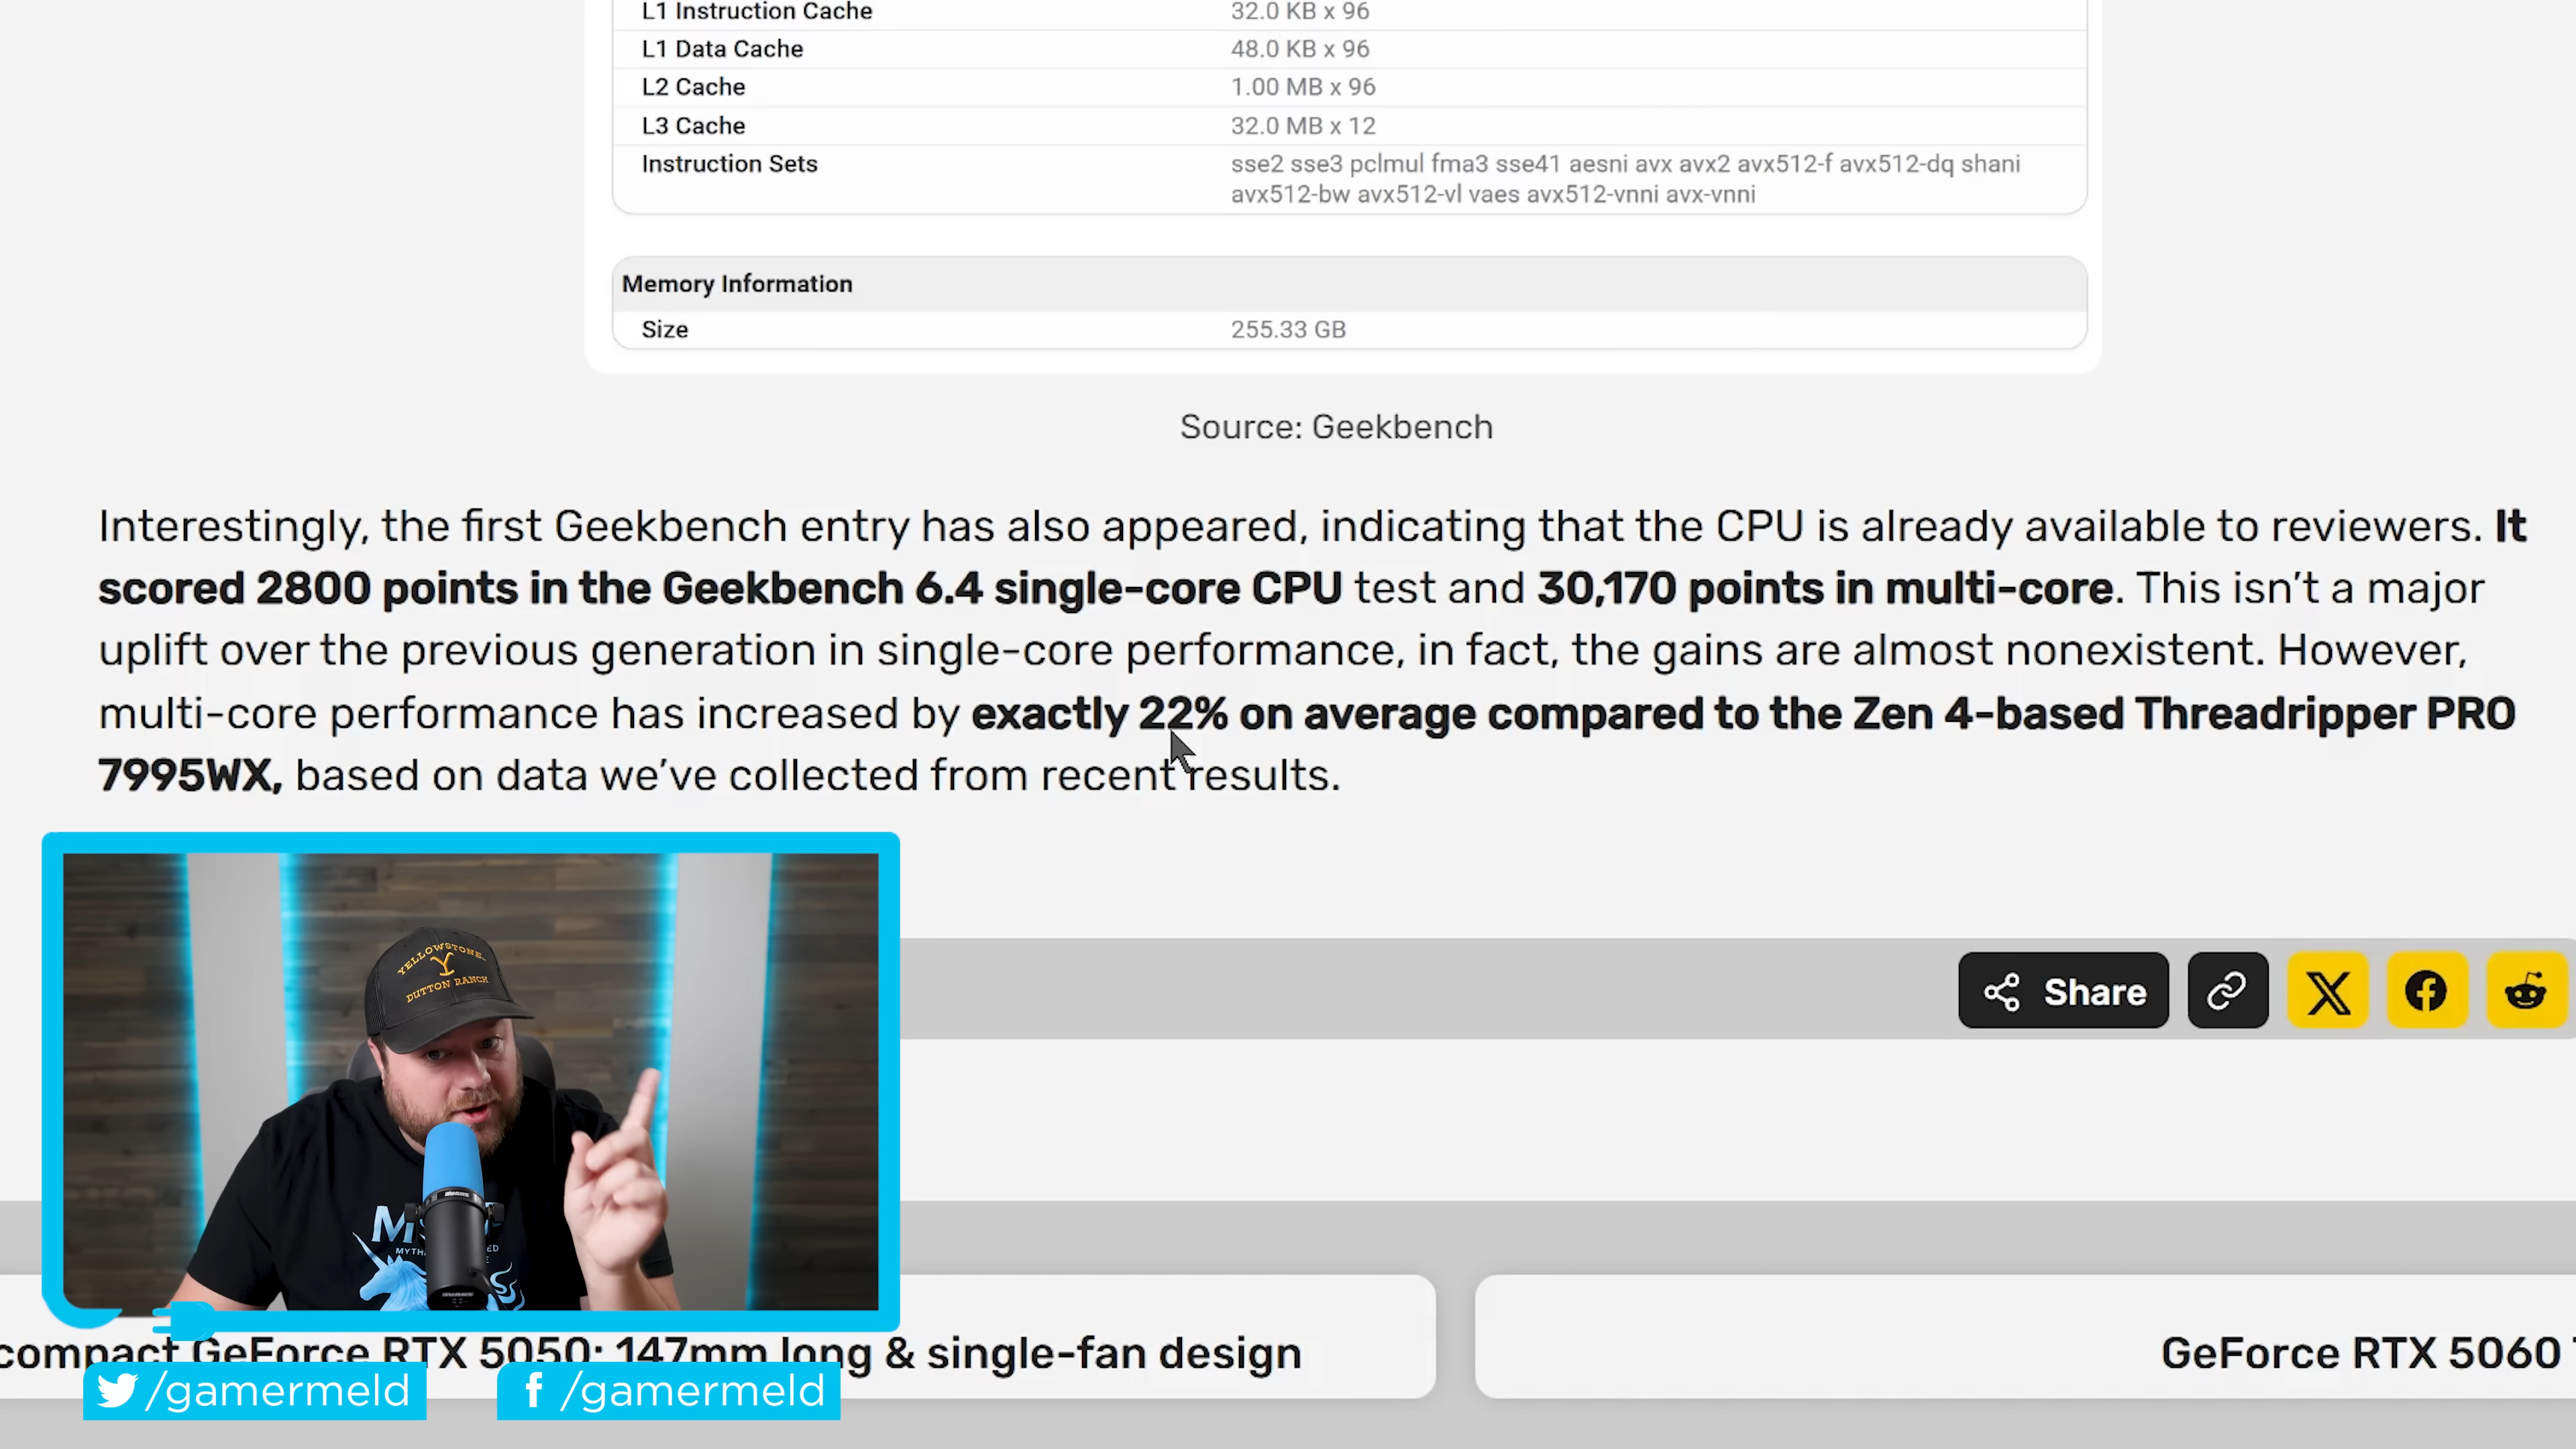 L1 Instruction Cache 32.0 KB x 96
L1 Data Cache 48.0 KB x 96
L2 Cache 1.00 MB x 96
L3 Cache 32.0 MB x 12
Instruction Sets sse2 sse3 pclmul fma3 sse41 aesni avx avx2 avx512-f avx512-dq shani
avx512-bw avx512-vl vaes avx512-vnni avx-vnni
Memory Information
Size 255.33 GB
Source: Geekbench
Interestingly, the first Geekbench entry has also appeared, indicating that the CPU is already available to reviewers. It
scored 2800 points in the Geekbench 6.4 single-core CPU test and 30,170 points in multi-core. This isn't a major
uplift over the previous generation in single-core performance, in fact, the gains are almost nonexistent. However,
multi-core performance has increased by exactly 22% on average compared to the Zen 4-based Threadripper PRO
7995WX, based on data we've collected from recent results.
YELLOWSTONE
Y
DUTTON RANCH
Share
compact GeForce RTX 5050: 147mm long & single-fan design
GeForce RTX 5060
/gamermeld
/gamermeld